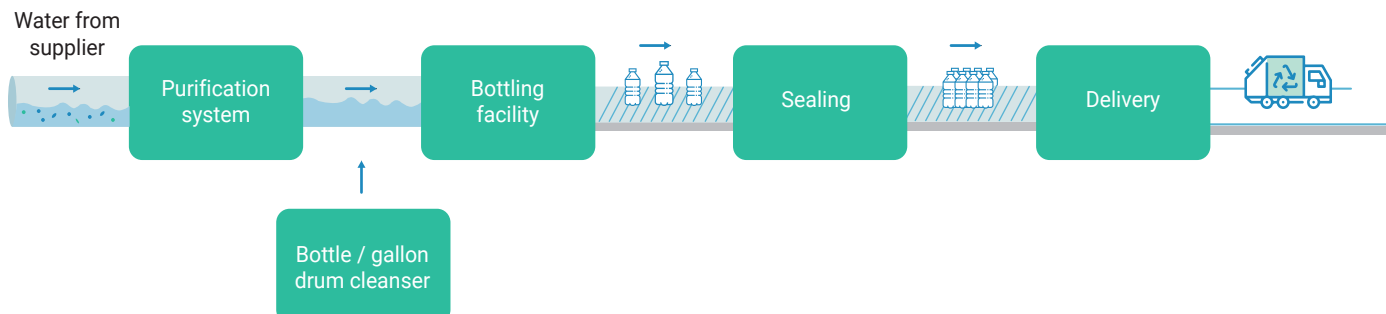 Water from
supplier
Purification
system
Bottling
facility
Sealing
Delivery
Bottle / gallon
drum cleanser